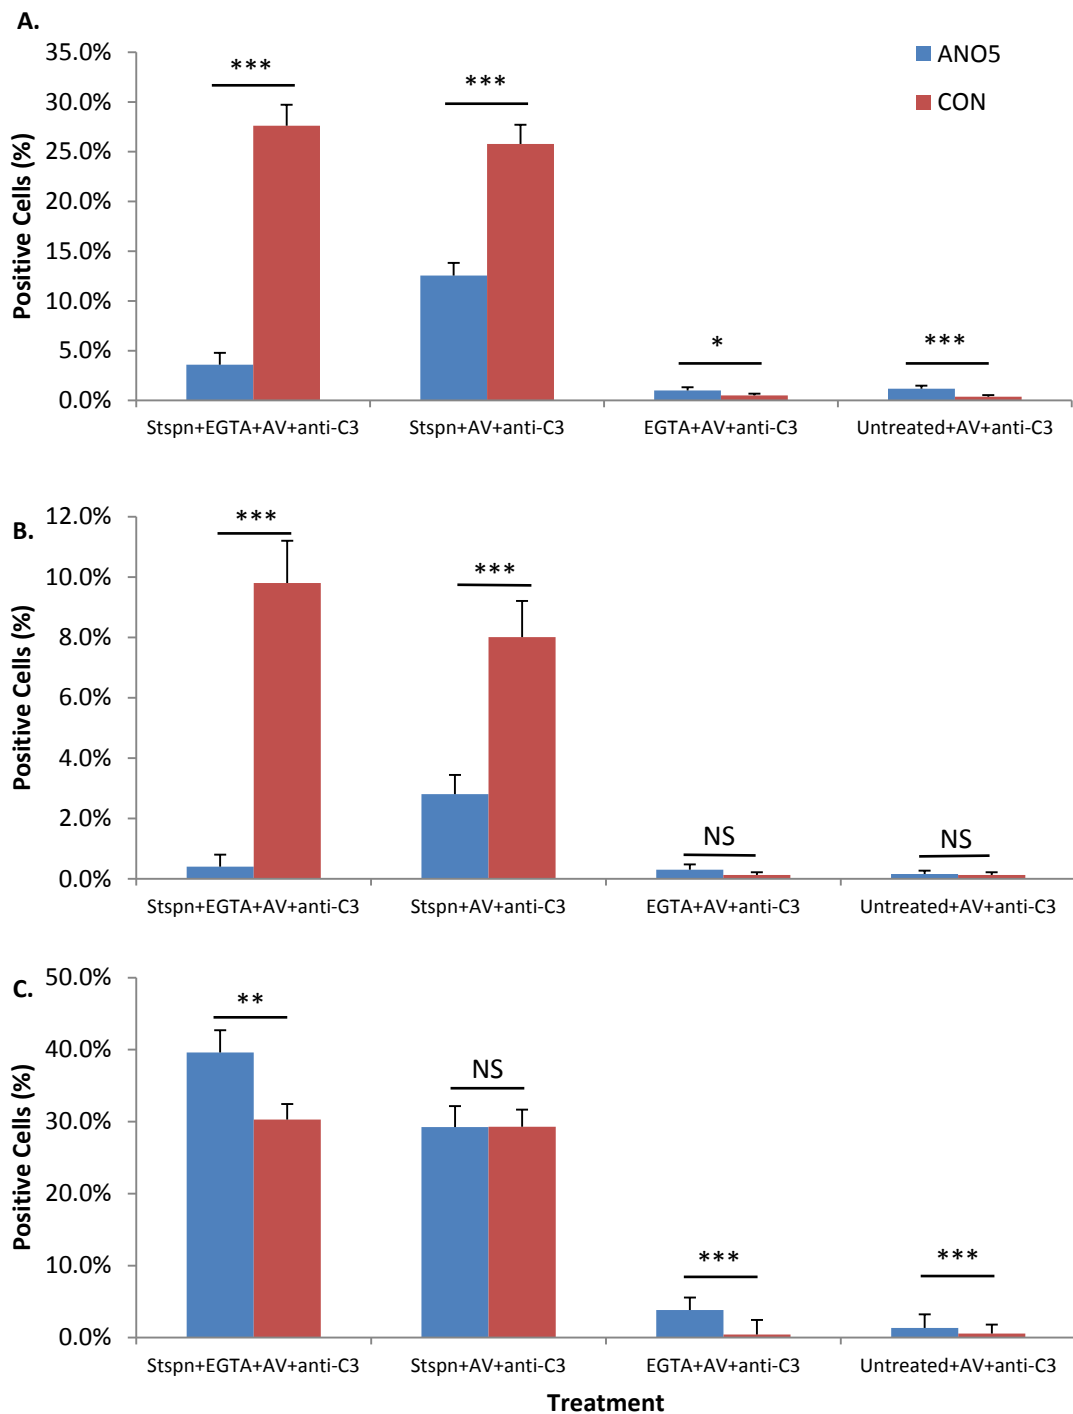 A.
35.0%
30.0%
25.0%
20.0%
15.0%
10.0%
5.0%
0.0%
Positive Cells (%)
***
***
*
***
ANO5
CON
Stspn+EGTA+AV+anti-C3 Stspn+AV+anti-C3 EGTA+AV+anti-C3 Untreated+AV+anti-C3
B.
12.0%
10.0%
8.0%
6.0%
4.0%
2.0%
0.0%
Positive Cells (%)
***
***
NS
NS
Stspn+EGTA+AV+anti-C3 Stspn+AV+anti-C3 EGTA+AV+anti-C3 Untreated+AV+anti-C3
C.
50.0%
40.0%
30.0%
20.0%
10.0%
0.0%
Positive Cells (%)
**
NS
***
***
Stspn+EGTA+AV+anti-C3 Stspn+AV+anti-C3 EGTA+AV+anti-C3 Untreated+AV+anti-C3
Treatment